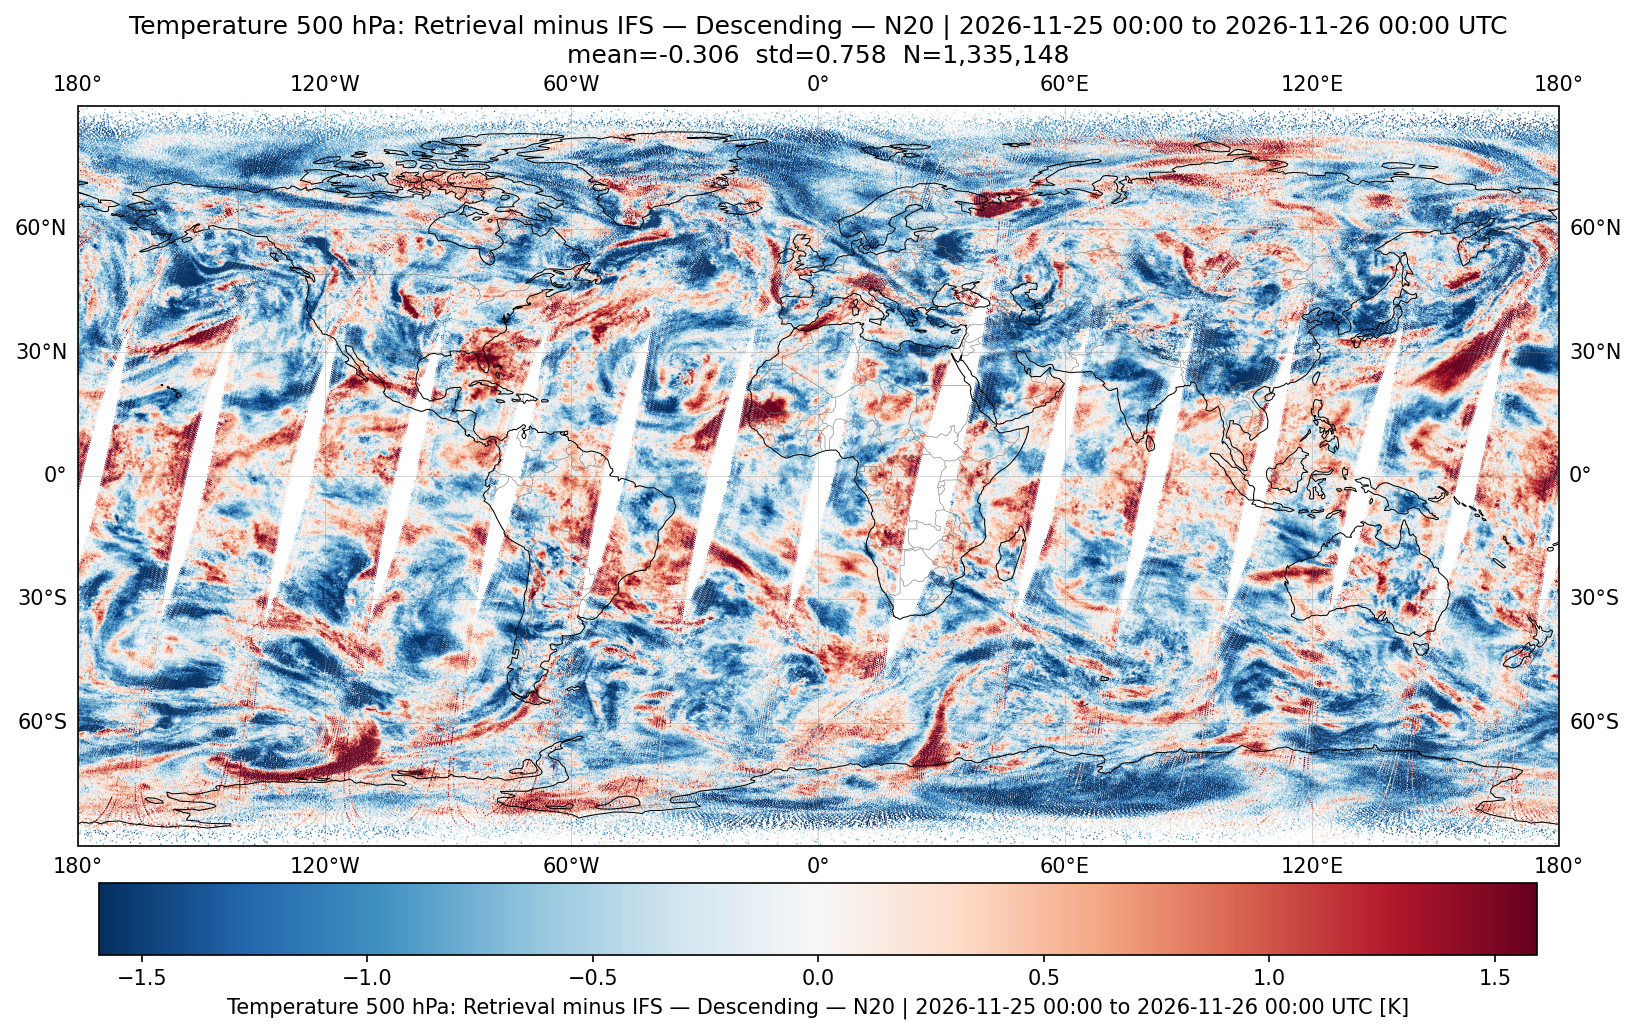 Temperature 500 hPa: Retrieval minus IFS — Descending — N20 | 2026-11-25 00:00 to 2026-11-26 00:00 UTC
mean=-0.306 std=0.758 N=1,335,148
180° 120°W 60°W 0° 60°E 120°E 180°
60°N 60°N
30°N 30°N
0° 0°
30°S 30°S
60°S 60°S
180° 120°W 60°W 0° 60°E 120°E 180°
−1.5 −1.0 −0.5 0.0 0.5 1.0 1.5
Temperature 500 hPa: Retrieval minus IFS — Descending — N20 | 2026-11-25 00:00 to 2026-11-26 00:00 UTC [K]